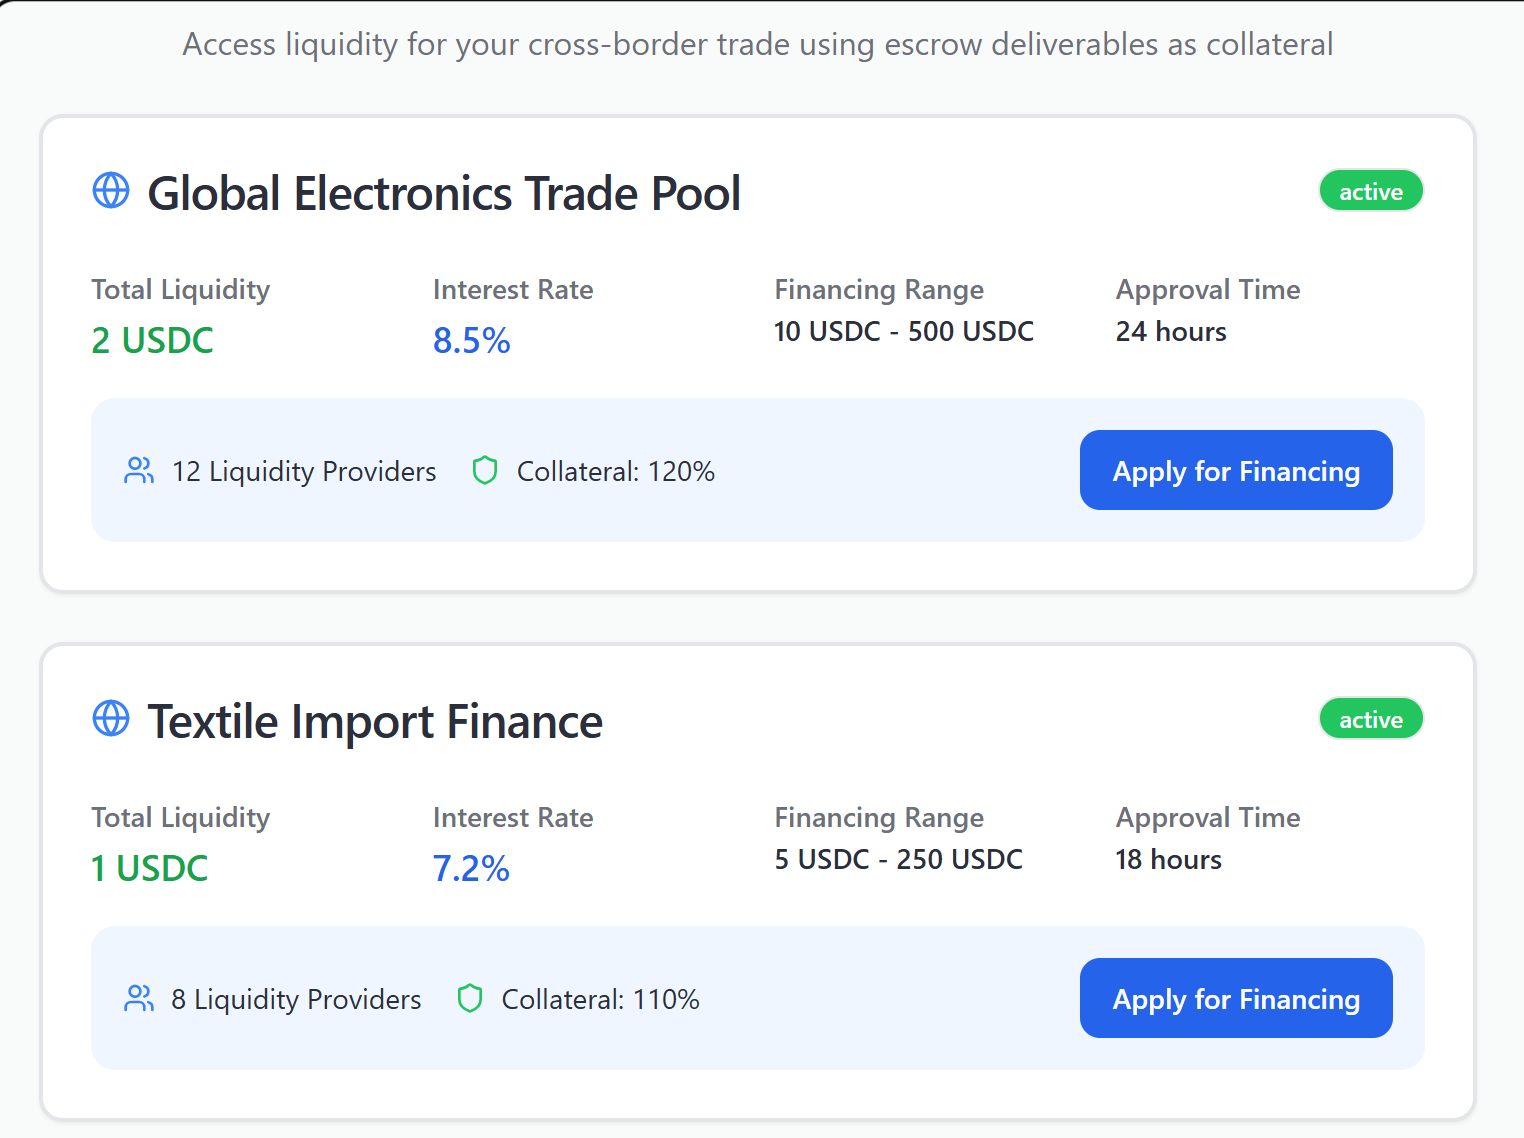 Access liquidity for your cross-border trade using escrow deliverables as collateral
Global Electronics Trade Pool
active
Total Liquidity
2 USDC
Interest Rate
8.5%
Financing Range
10 USDC - 500 USDC
Approval Time
24 hours
12 Liquidity Providers
Collateral: 120%
Apply for Financing
Textile Import Finance
active
Total Liquidity
1 USDC
Interest Rate
7.2%
Financing Range
5 USDC - 250 USDC
Approval Time
18 hours
8 Liquidity Providers
Collateral: 110%
Apply for Financing